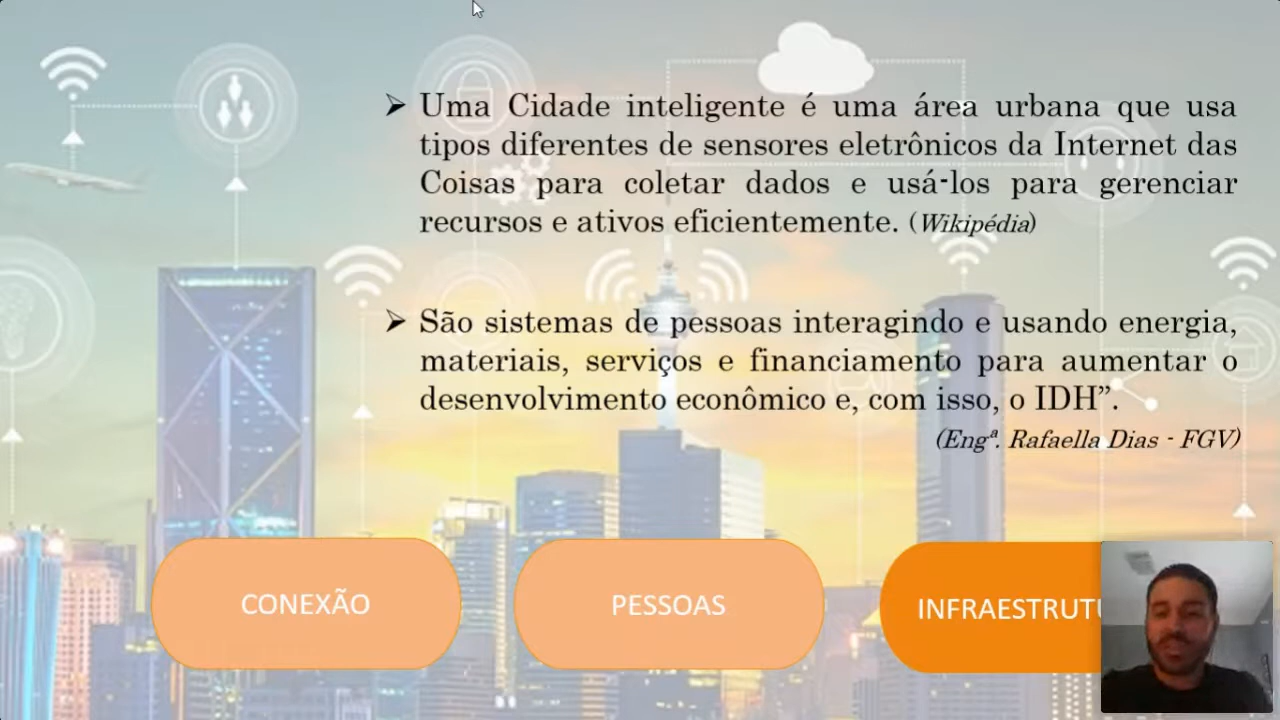 Uma Cidade inteligente é uma área urbana que usa
tipos diferentes de sensores eletrônicos da Internet das
Coisas para coletar dados e usá-los para gerenciar
recursos e ativos eficientemente. (Wikipédia)
São sistemas de pessoas interagindo e usando energia,
materiais, serviços e financiamento para aumentar o
desenvolvimento econômico e, com isso, o IDH”.
(Engª. Rafaella Dias - FGV)
CONEXÃO
PESSOAS